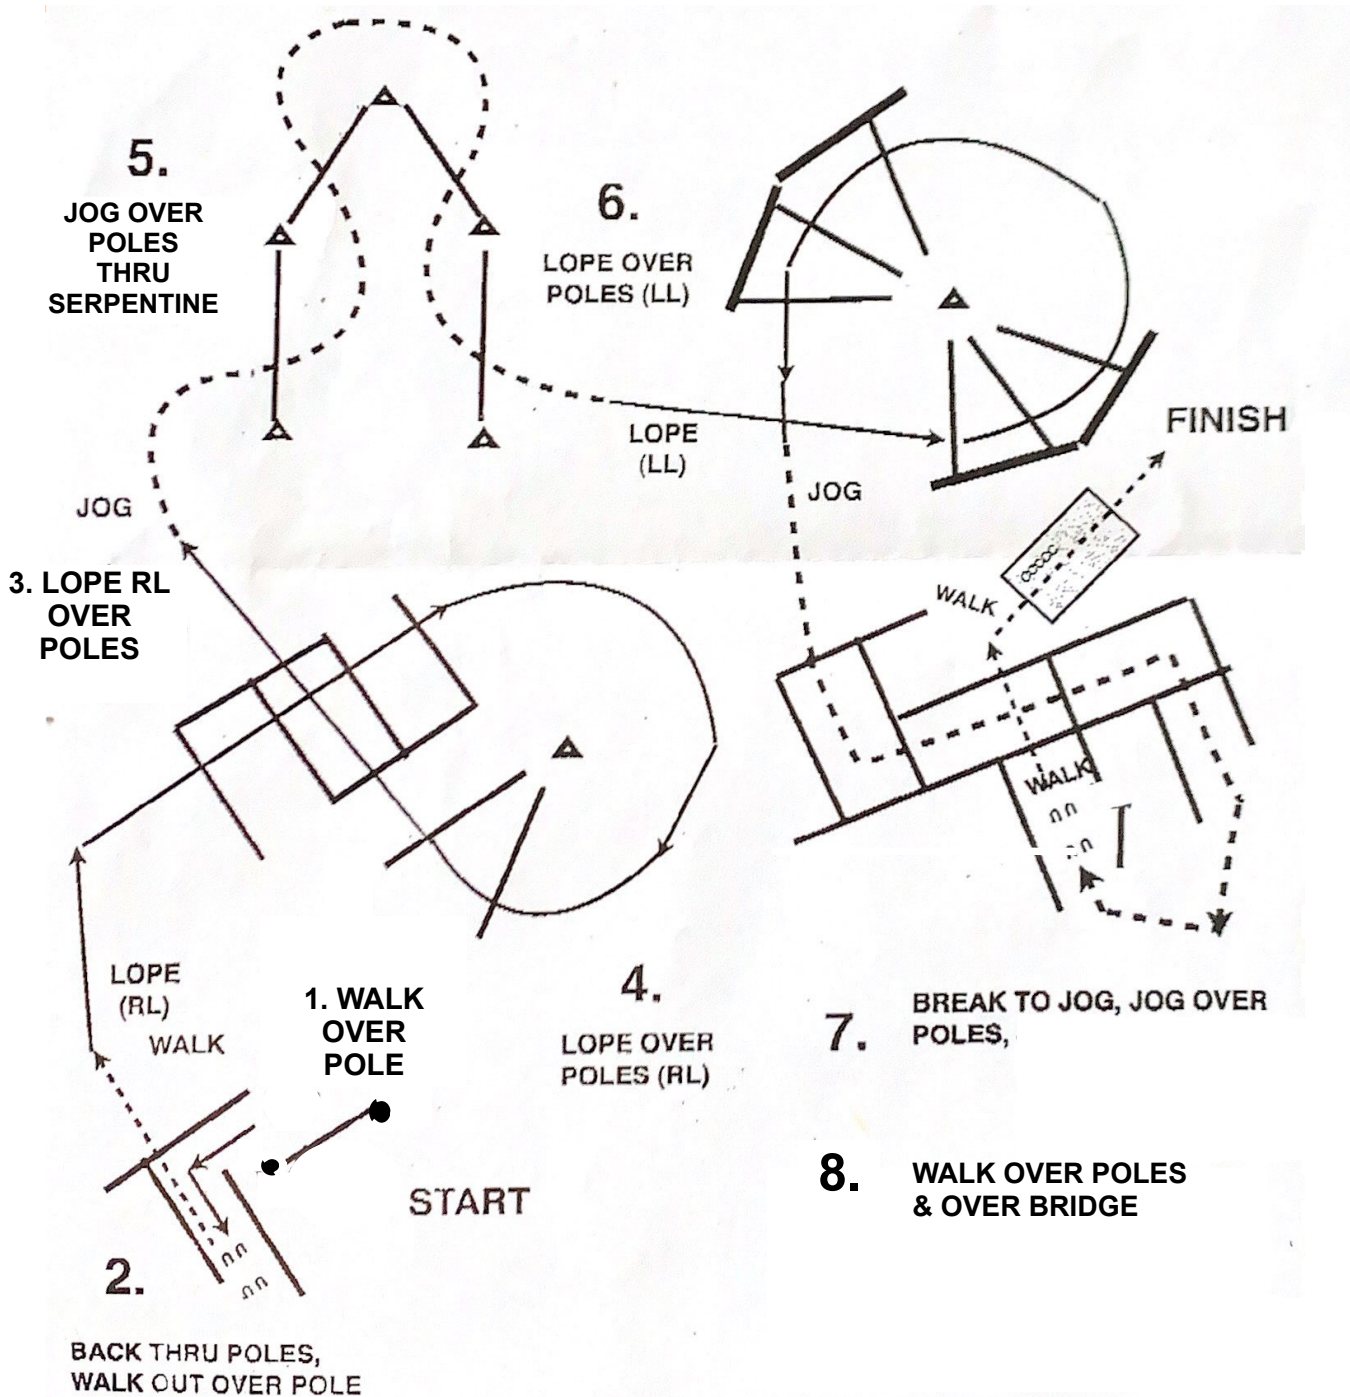 5.
JOG OVER
POLES
THRU
SERPENTINE
6.
LOPE OVER
POLES (LL)
LOPE
(LL)
FINISH
JOG
JOG
3. LOPE RL
OVER
POLES
WALK
WALK
LOPE
(RL)
WALK
1. WALK
OVER
POLE
4.
LOPE OVER
POLES (RL)
7.
BREAK TO JOG, JOG OVER
POLES,
8.
WALK OVER POLES
& OVER BRIDGE
START
2.
BACK THRU POLES,
WALK OUT OVER POLE